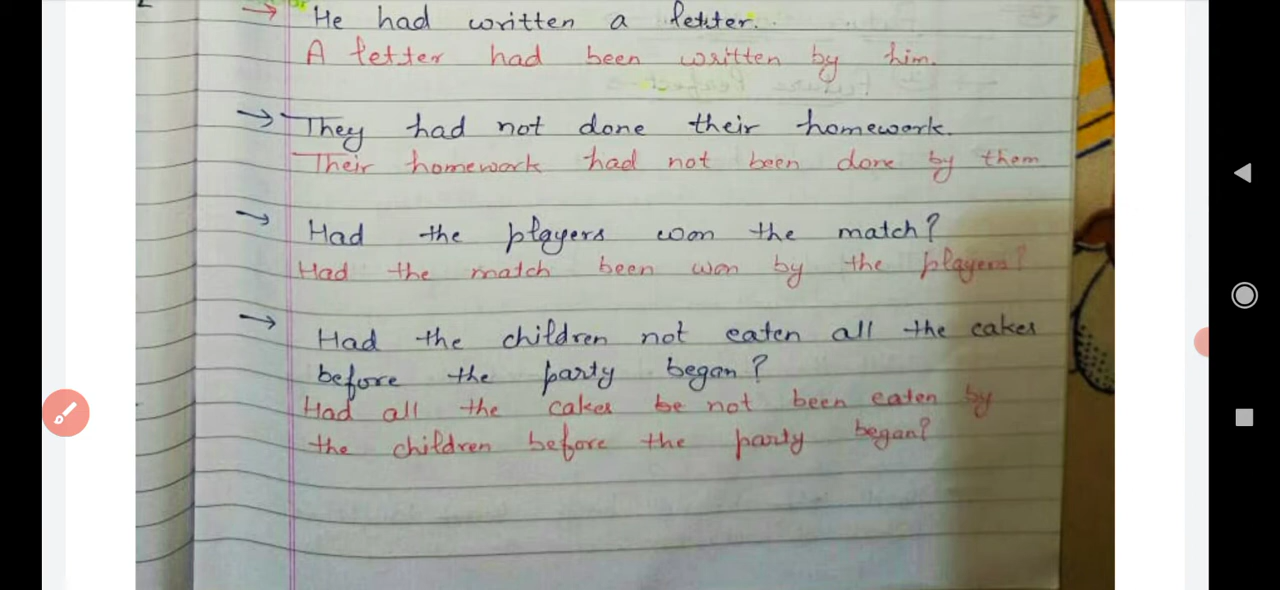 → He had written a letter.
A letter had been written by him.
→ They had not done their homework.
Their homework had not been done by them
→ Had the players won the match?
Had the match been won by the players?
→ Had the children not eaten all the cakes
before the party began?
Had all the cakes be not been eaten by
the children before the party began?